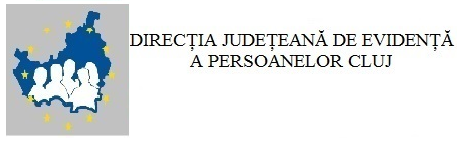 DIRECȚIA JUDEȚEANĂ DE EVIDENȚĂ
A PERSOANELOR CLUJ